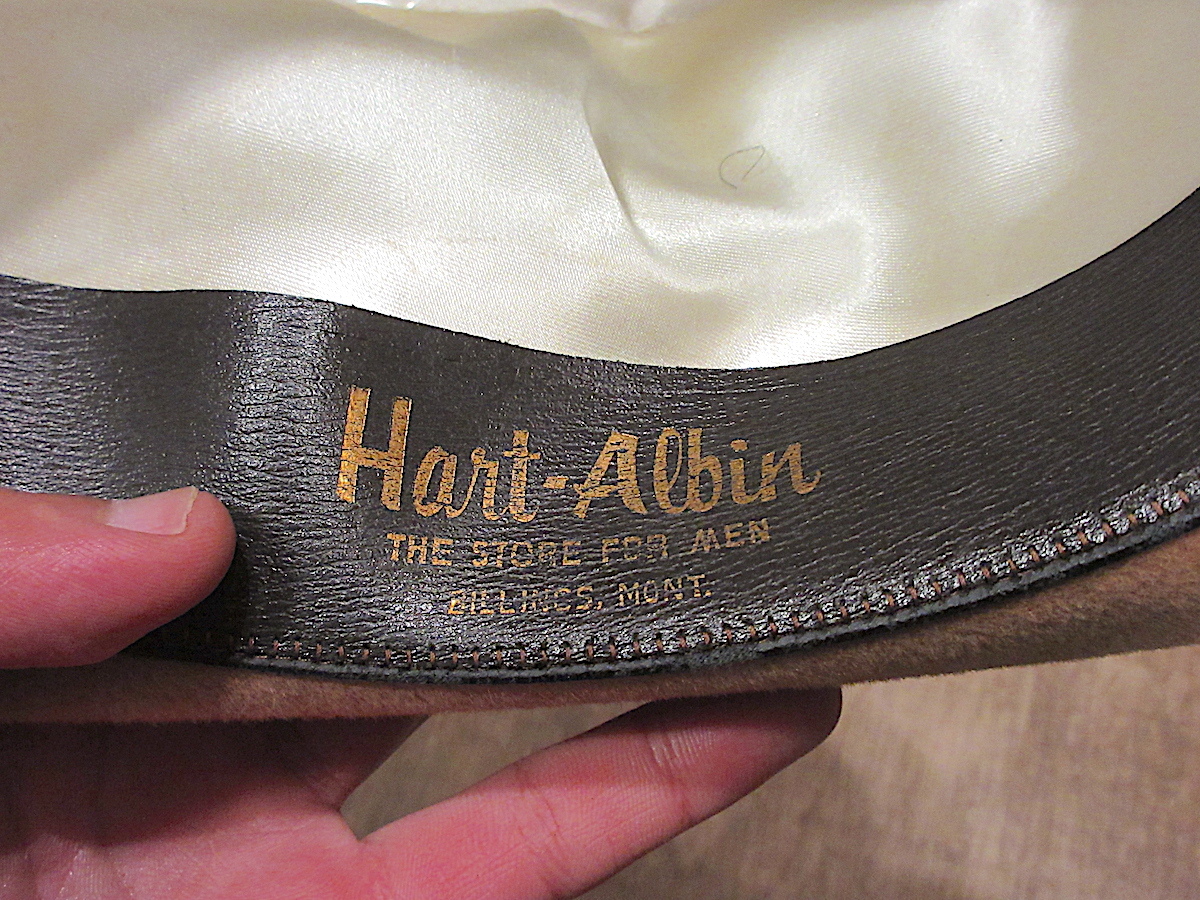 Hart-Albin
THE STORE FOR MEN
BILLINGS, MONT.